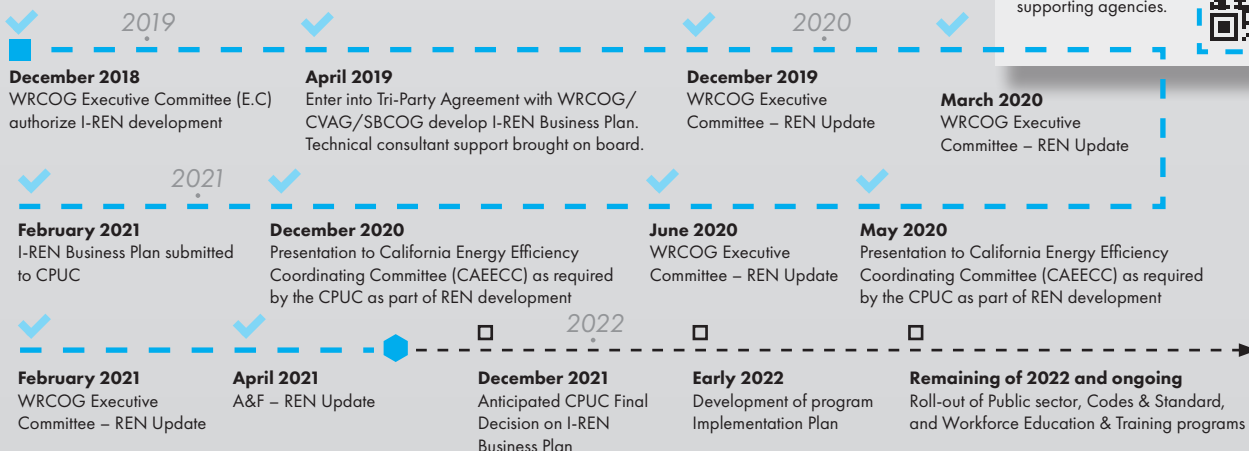 supporting agencies.
2019
2020
December 2018
WRCOG Executive Committee (E.C)
authorize I-REN development
April 2019
Enter into Tri-Party Agreement with WRCOG/
CVAG/SBCOG develop I-REN Business Plan.
Technical consultant support brought on board.
December 2019
WRCOG Executive
Committee – REN Update
March 2020
WRCOG Executive
Committee – REN Update
2021
February 2021
I-REN Business Plan submitted
to CPUC
December 2020
Presentation to California Energy Efficiency
Coordinating Committee (CAEECC) as required
by the CPUC as part of REN development
June 2020
WRCOG Executive
Committee – REN Update
May 2020
Presentation to California Energy Efficiency
Coordinating Committee (CAEECC) as required
by the CPUC as part of REN development
2022
February 2021
WRCOG Executive
Committee – REN Update
April 2021
A&F – REN Update
December 2021
Anticipated CPUC Final
Decision on I-REN
Business Plan
Early 2022
Development of program
Implementation Plan
Remaining of 2022 and ongoing
Roll-out of Public sector, Codes & Standard,
and Workforce Education & Training programs